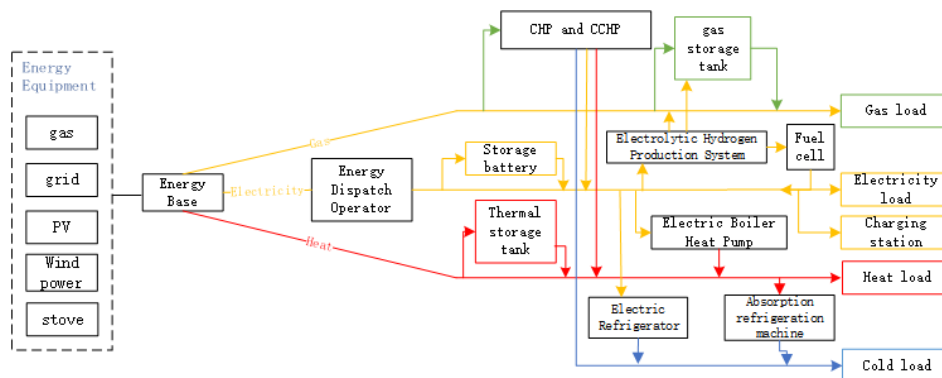 Energy
Equipment
gas
grid
PV
Wind
power
stove
Energy
Base
Gas
Electricity
Heat
Energy
Dispatch
Operator
CHP and CCHP
Storage
battery
Thermal
storage
tank
gas
storage
tank
Electrolytic Hydrogen
Production System
Fuel
cell
Electric Boiler
Heat Pump
Electric
Refrigerator
Absorption
refrigeration
machine
Gas load
Electricity
load
Charging
station
Heat load
Cold load